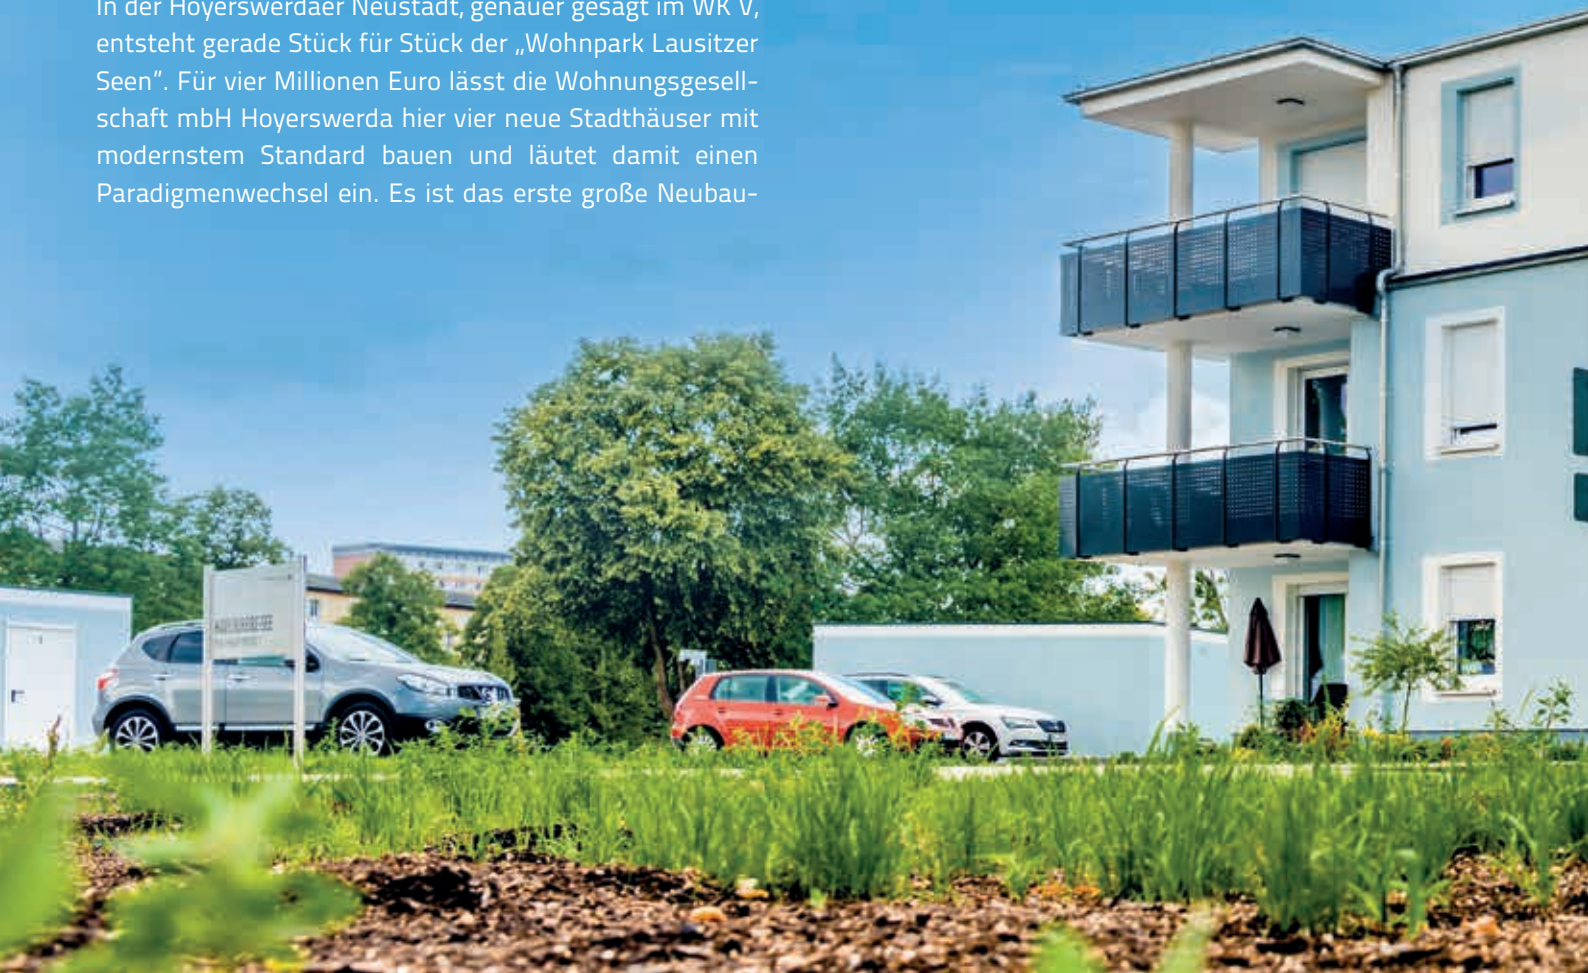 In der Hoyerswerdaer Neustadt, genauer gesagt im WK V,
entsteht gerade Stück für Stück der „Wohnpark Lausitzer
Seen”. Für vier Millionen Euro lässt die Wohnungsgesell-
schaft mbH Hoyerswerda hier vier neue Stadthäuser mit
modernstem Standard bauen und läutet damit einen
Paradigmenwechsel ein. Es ist das erste große Neubau-